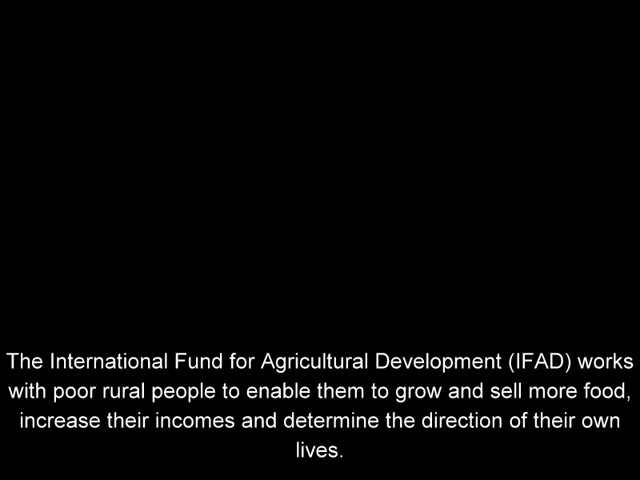 The International Fund for Agricultural Development (IFAD) works
with poor rural people to enable them to grow and sell more food,
increase their incomes and determine the direction of their own
lives.